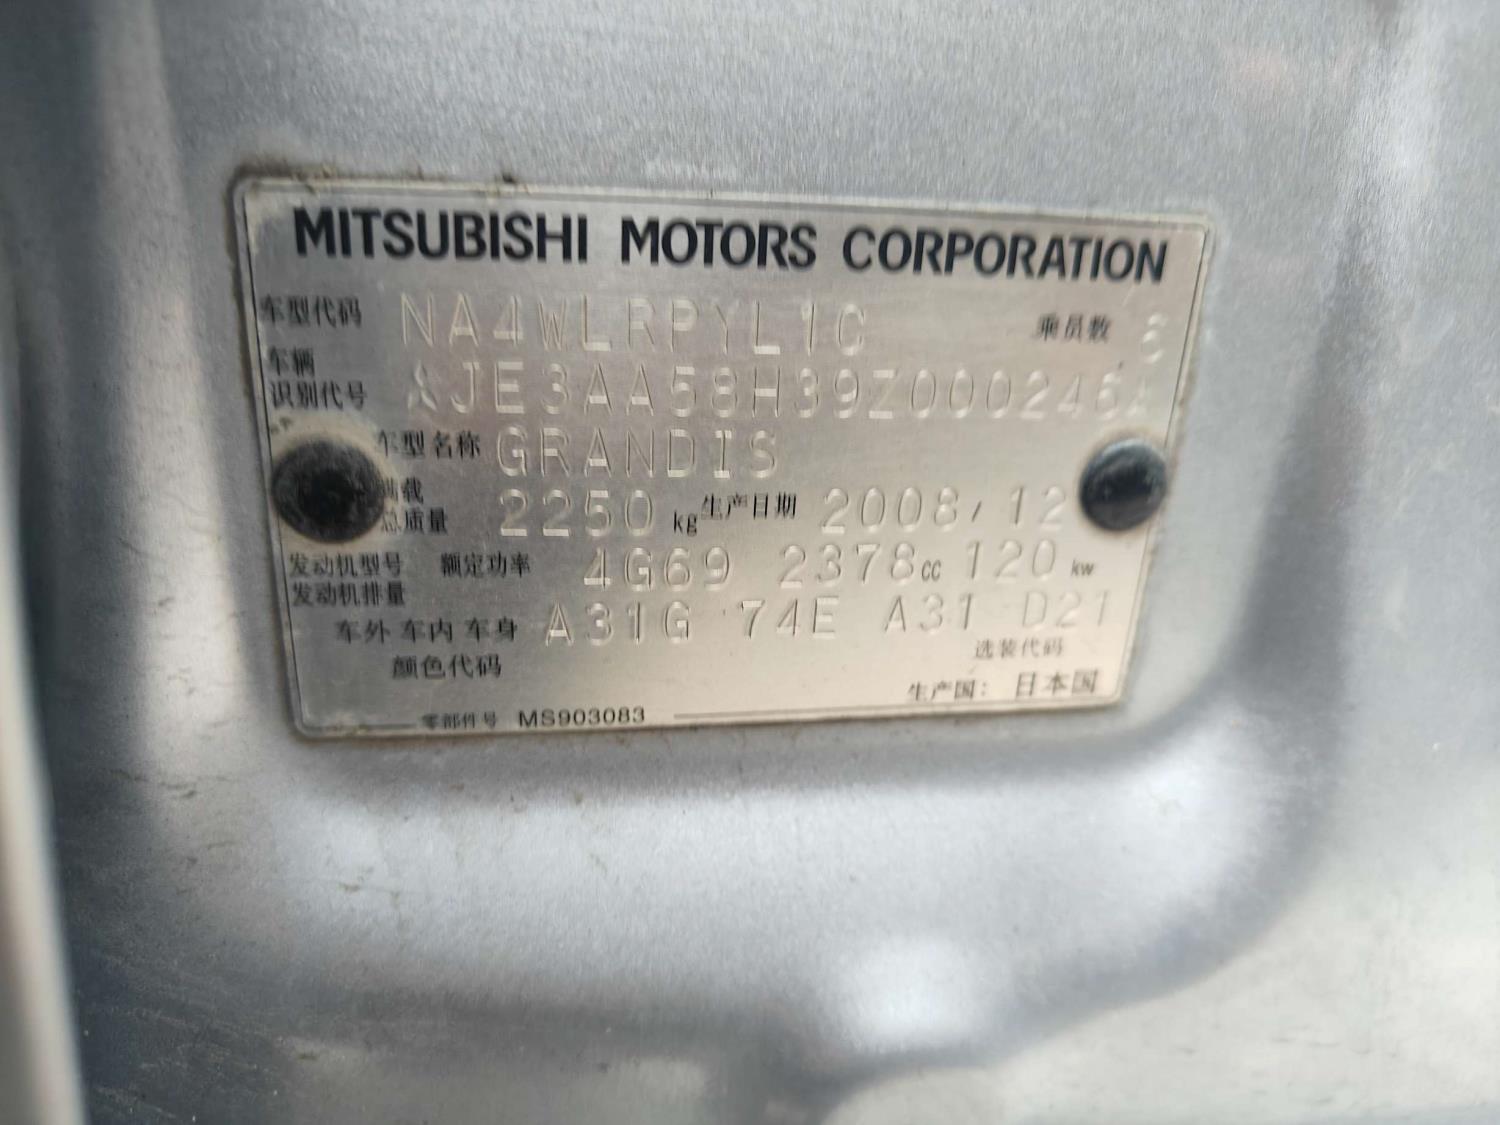 MITSUBISHI MOTORS CORPORATION
车型代码 NA4WLRPYL1C 乘员数 6
车辆
识别代号 ☆JE3AA58H39Z000246☆
车型名称 GRANDIS
满载
总质量 2250 kg 生产日期 2008/12
发动机型号 额定功率 4G69 2378cc 120 kw
发动机排量
车外 车内 车身 A31G 74E A31 D21
颜色代码 选装代码
生产国: 日本国
零部件号 MS903083